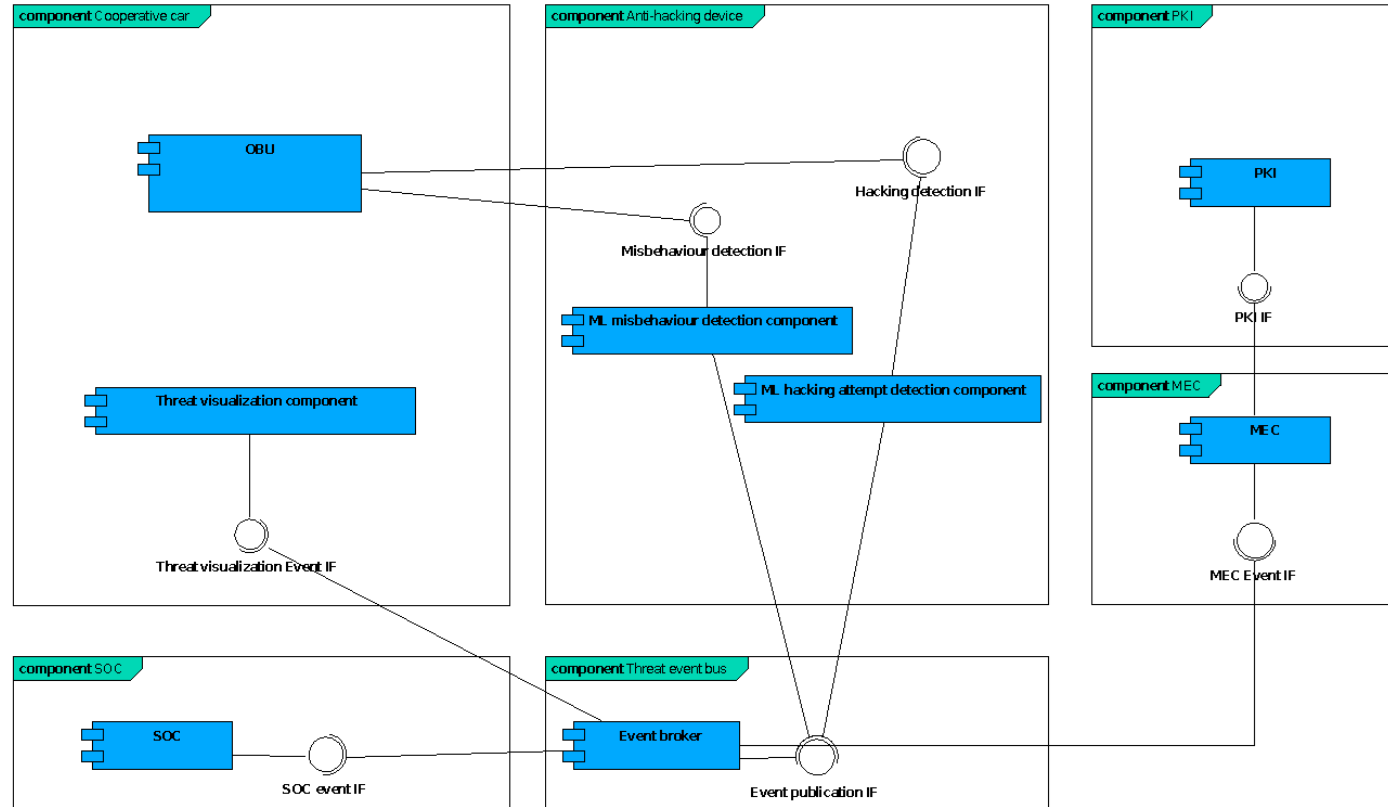 component Cooperative car
component Anti-hacking device
component PKI
OBU
Hacking detection IF
PKI
Misbehaviour detection IF
PKI IF
ML misbehaviour detection component
ML hacking attempt detection component
component MEC
Threat visualization component
MEC
Threat visualization Event IF
MEC Event IF
component SOC
component Threat event bus
SOC
Event broker
SOC event IF
Event publication IF